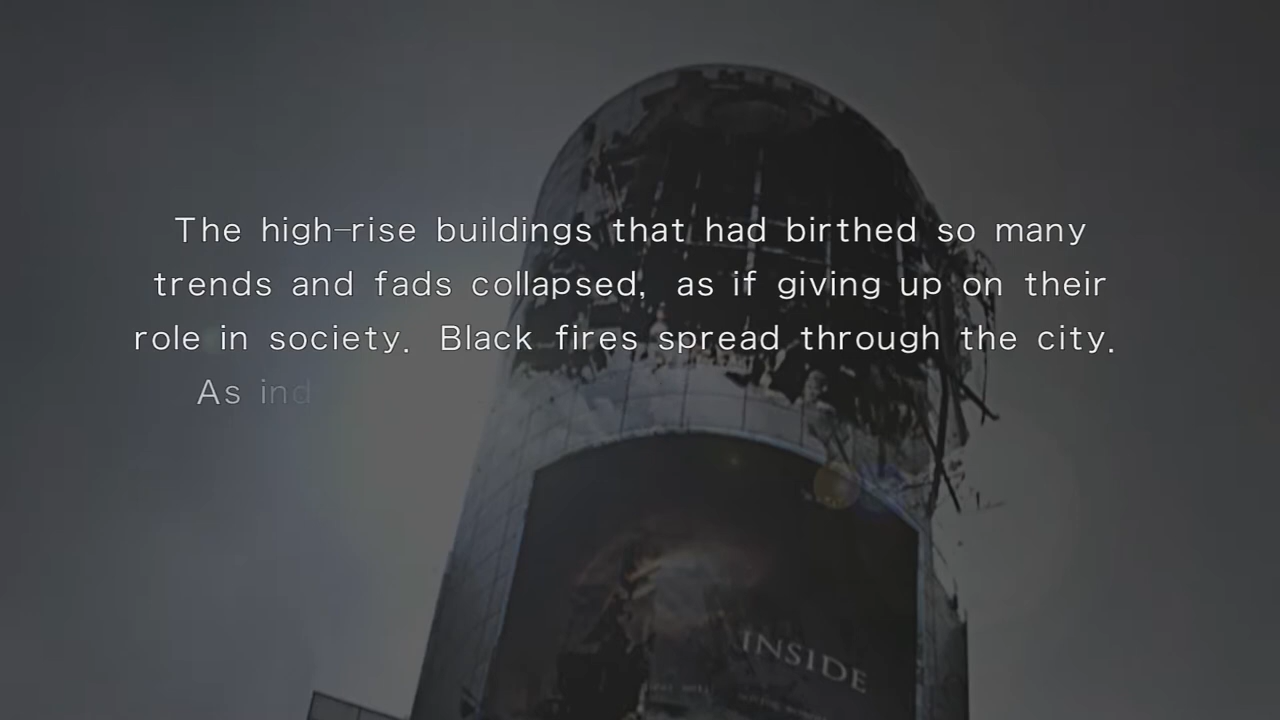 The high-rise buildings that had birthed so many
trends and fads collapsed, as if giving up on their
role in society. Black fires spread through the city.
As ind
INSIDE